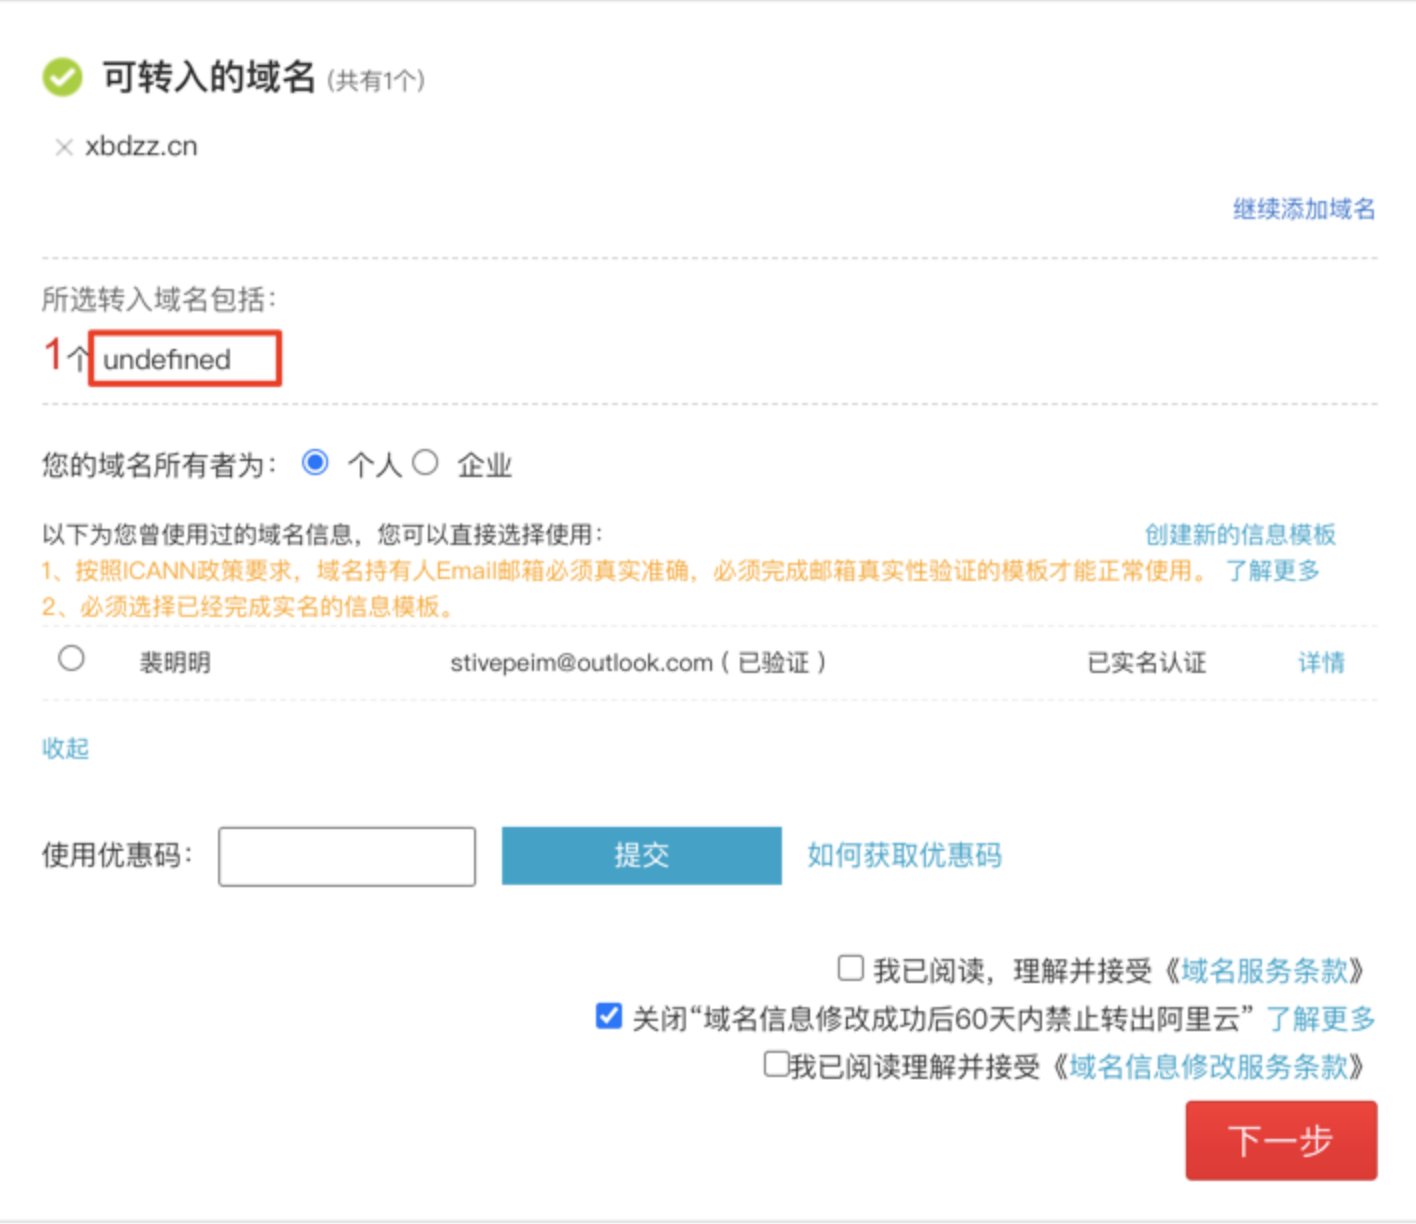 可转入的域名 (共有1个)
× xbdzz.cn
继续添加域名
所选转入域名包括：
1个 undefined
您的域名所有者为： 个人 企业
以下为您曾使用过的域名信息，您可以直接选择使用： 创建新的信息模板
1、按照ICANN政策要求，域名持有人Email邮箱必须真实准确，必须完成邮箱真实性验证的模板才能正常使用。 了解更多
2、必须选择已经完成实名的信息模板。
裴明明 stivepeim@outlook.com ( 已验证 ) 已实名认证 详情
收起
使用优惠码： 提交 如何获取优惠码
我已阅读，理解并接受《域名服务条款》
关闭“域名信息修改成功后60天内禁止转出阿里云” 了解更多
我已阅读理解并接受《域名信息修改服务条款》
下一步